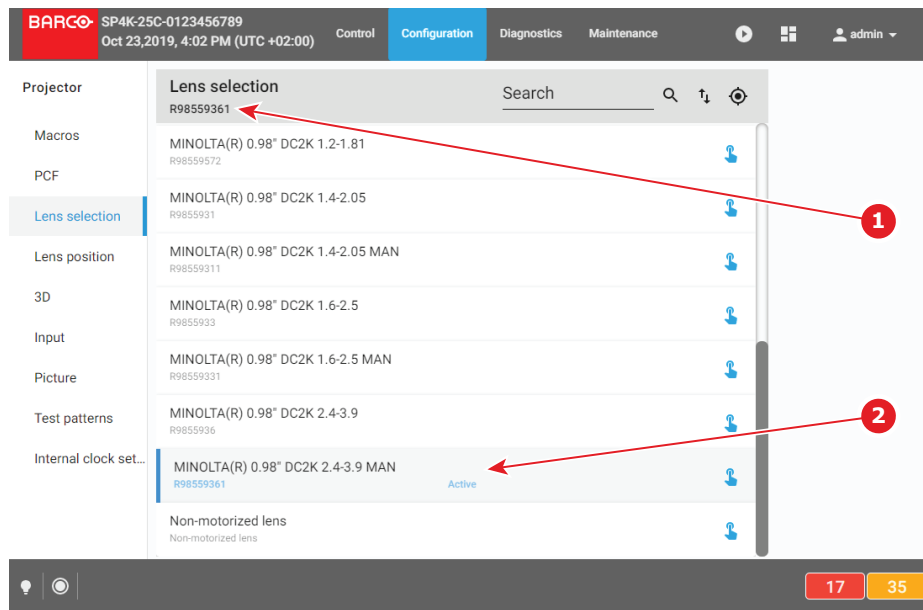 BARCO
SP4K-25C-0123456789
Oct 23,2019, 4:02 PM (UTC +02:00)
Control
Configuration
Diagnostics
Maintenance
admin
Projector
Macros
PCF
Lens selection
Lens position
3D
Input
Picture
Test patterns
Internal clock set...
Lens selection
R98559361
Search
MINOLTA(R) 0.98" DC2K 1.2-1.81
R98559572
MINOLTA(R) 0.98" DC2K 1.4-2.05
R9855931
MINOLTA(R) 0.98" DC2K 1.4-2.05 MAN
R98559311
MINOLTA(R) 0.98" DC2K 1.6-2.5
R9855933
MINOLTA(R) 0.98" DC2K 1.6-2.5 MAN
R98559331
MINOLTA(R) 0.98" DC2K 2.4-3.9
R9855936
MINOLTA(R) 0.98" DC2K 2.4-3.9 MAN
R98559361
Active
Non-motorized lens
Non-motorized lens
1
2
17
35